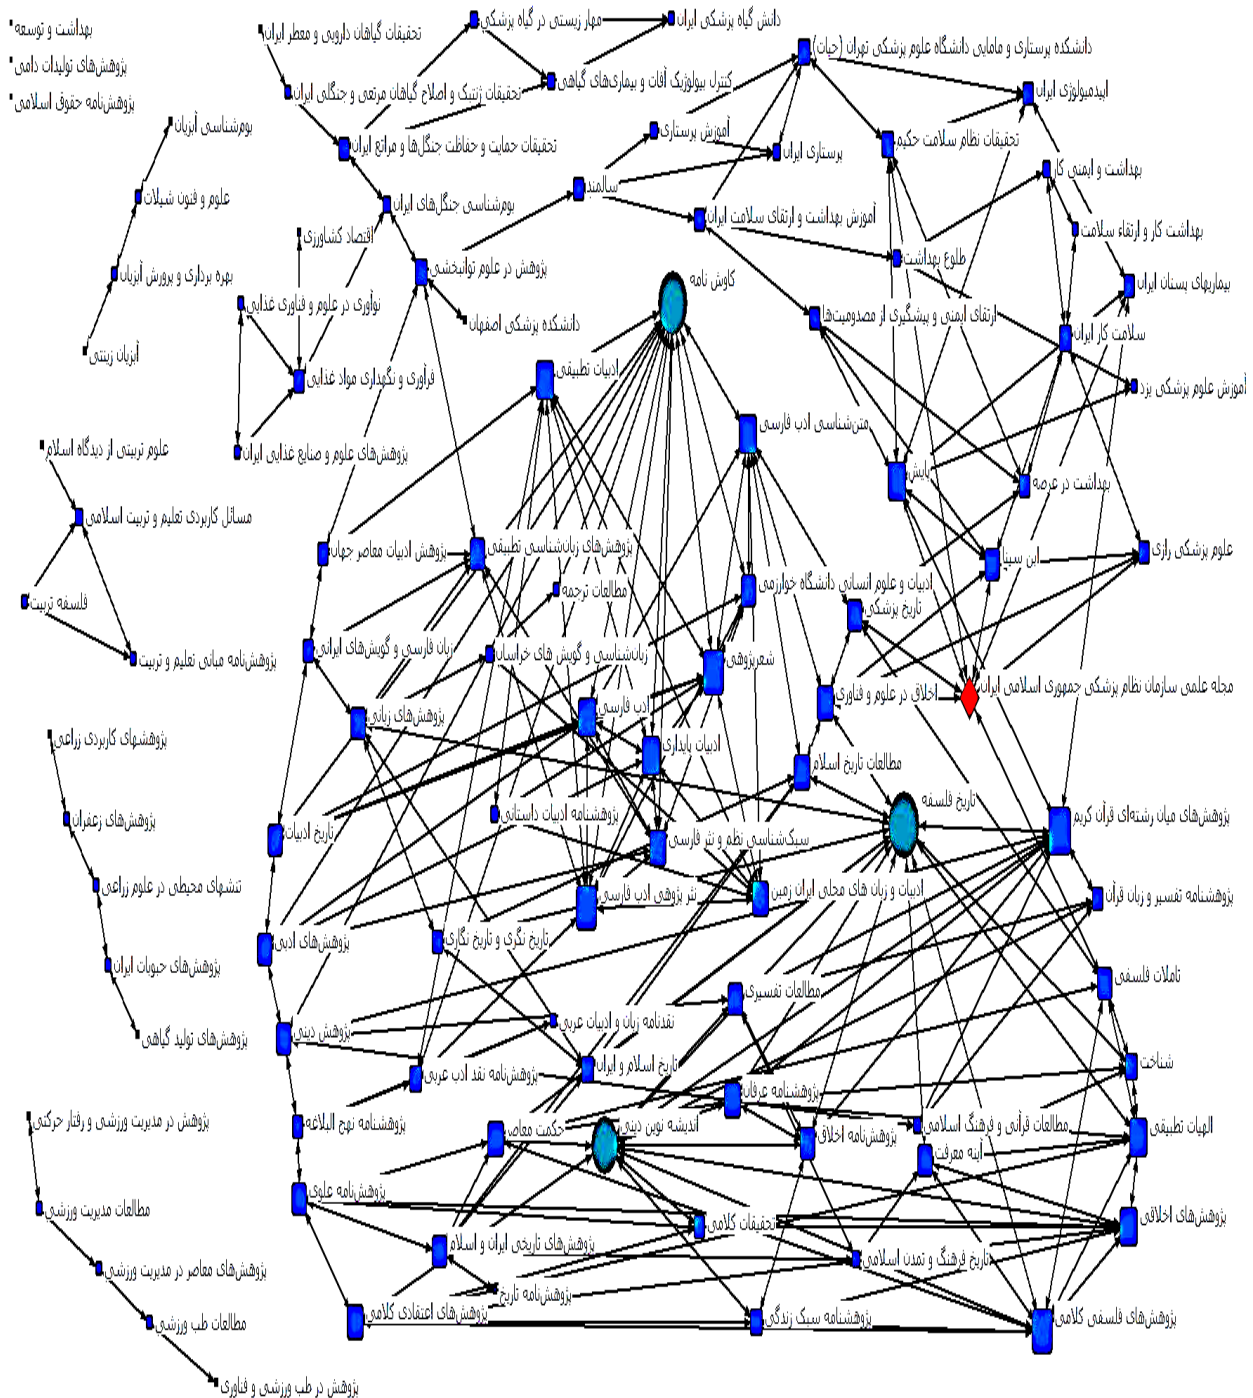 بهداشت و توسعه
پژوهش‌های تولیدات دامی
پژوهش‌نامه حقوق اسلامی
تحقیقات گیاهان دارویی و معطر ایران
مهار زیستی در گیاه پزشکی
دانش گیاه پزشکی ایران
دانشکده پرستاری و مامایی دانشگاه علوم پزشکی تهران (حیات)
کنترل بیولوژیک آفات و بیماری‌های گیاهی
تحقیقات ژنتیک و اصلاح گیاهان مرتعی و جنگلی ایران
اپیدمیولوژی ایران
بوم‌شناسی آبزیان
تحقیقات حمایت و حفاظت جنگل‌ها و مراتع ایران
آموزش پرستاری
پرستاری ایران
تحقیقات نظام سلامت حکیم
بهداشت و ایمنی کار
علوم و فنون شیلات
بوم‌شناسی جنگل‌های ایران
سالمند
آموزش بهداشت و ارتقای سلامت ایران
بهداشت کار و ارتقاء سلامت
اقتصاد کشاورزی
طلوع بهداشت
بهره برداری و پرورش آبزیان
پژوهش در علوم توانبخشی
کاوش نامه
بیماریهای پستان ایران
نوآوری در علوم و فناوری غذایی
دانشکده پزشکی اصفهان
ارتقای ایمنی و پیشگیری از مصدومیت‌ها
سلامت کار ایران
آبزیان زینتی
فرآوری و نگهداری مواد غذایی
ادبیات تطبیقی
آموزش علوم پزشکی یزد
متن‌شناسی ادب فارسی
علوم تربیتی از دیدگاه اسلام
پژوهش‌های علوم و صنایع غذایی ایران
پایش
بهداشت در عرصه
مسائل کاربردی تعلیم و تربیت اسلامی
پژوهش ادبیات معاصر جهان
پژوهش‌های زبان‌شناسی تطبیقی
علوم پزشکی رازی
ابن سینا
ادبیات و علوم انسانی دانشگاه خوارزمی
مطالعات ترجمه
فلسفه تربیت
تاریخ پزشکی
پژوهش‌نامه مبانی تعلیم و تربیت
زبان فارسی و گویش‌های ایرانی
زبان‌شناسی و گویش های خراسان
شعرپژوهی
مجله علمی سازمان نظام پزشکی جمهوری اسلامی ایران
اخلاق در علوم و فناوری
پژوهش‌های زبانی
ادب فارسی
پژوهشهای کاربردی زراعی
ادبیات پایداری
مطالعات تاریخ اسلام
تاریخ فلسفه
پژوهش‌های زعفران
تاریخ ادبیات
پژوهشنامه ادبیات داستانی
سبک‌شناسی نظم و نثر فارسی
پژوهش‌های میان رشته‌ای قرآن کریم
تنشهای محیطی در علوم زراعی
نثر پژوهی ادب فارسی
ادبیات و زبان های محلی ایران زمین
پژوهشنامه تفسیر و زبان قرآن
پژوهش‌های ادبی
تاریخ نگری و تاریخ نگاری
پژوهش‌های حبوبات ایران
تاملات فلسفی
مطالعات تفسیری
نقدنامه زبان و ادبیات عربی
پژوهش دینی
پژوهش‌های تولید گیاهی
شناخت
تاریخ اسلام و ایران
پژوهش‌نامه نقد ادب عربی
پژوهشنامه عرفان
پژوهش در مدیریت ورزشی و رفتار حرکتی
پژوهشنامه نهج البلاغه
حکمت معاصر
اندیشه نوین دینی
پژوهش‌نامه اخلاق
مطالعات قرآنی و فرهنگ اسلامی
الهیات تطبیقی
آینه معرفت
پژوهش‌نامه علوی
مطالعات مدیریت ورزشی
تحقیقات کلامی
پژوهش‌های اخلاقی
پژوهش‌های تاریخی ایران و اسلام
تاریخ فرهنگ و تمدن اسلامی
پژوهش‌های معاصر در مدیریت ورزشی
پژوهش‌نامه تاریخ
پژوهش‌های اعتقادی کلامی
پژوهشنامه سبک زندگی
پژوهش‌های فلسفی کلامی
مطالعات طب ورزشی
پژوهش در طب ورزشی و فناوری